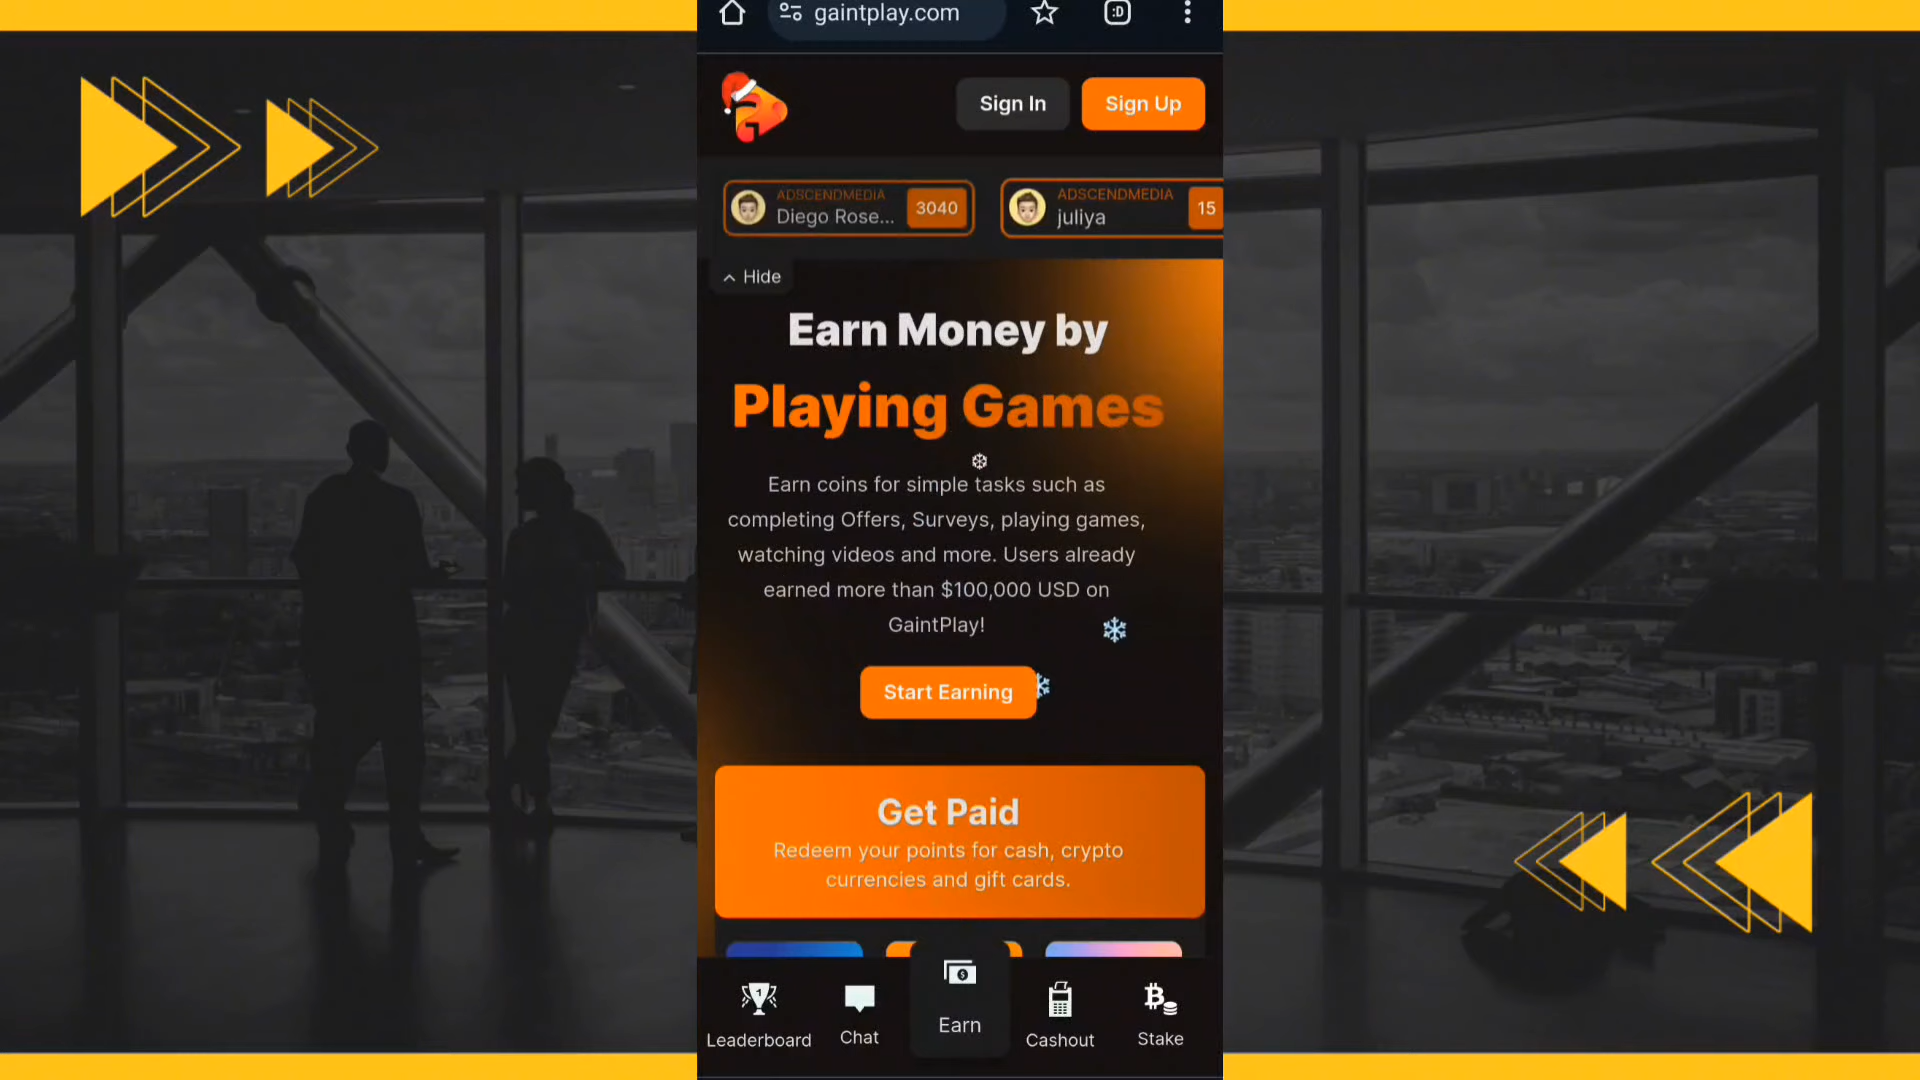 gaintplay.com
:D
Sign In
Sign Up
ADSCENDMEDIA
Diego Rose...
3040
ADSCENDMEDIA
juliya
15
Hide
Earn Money by
Playing Games
Earn coins for simple tasks such as
completing Offers, Surveys, playing games,
watching videos and more. Users already
earned more than $100,000 USD on
GaintPlay!
Start Earning
Get Paid
Redeem your points for cash, crypto
currencies and gift cards.
Leaderboard
Chat
Earn
Cashout
Stake